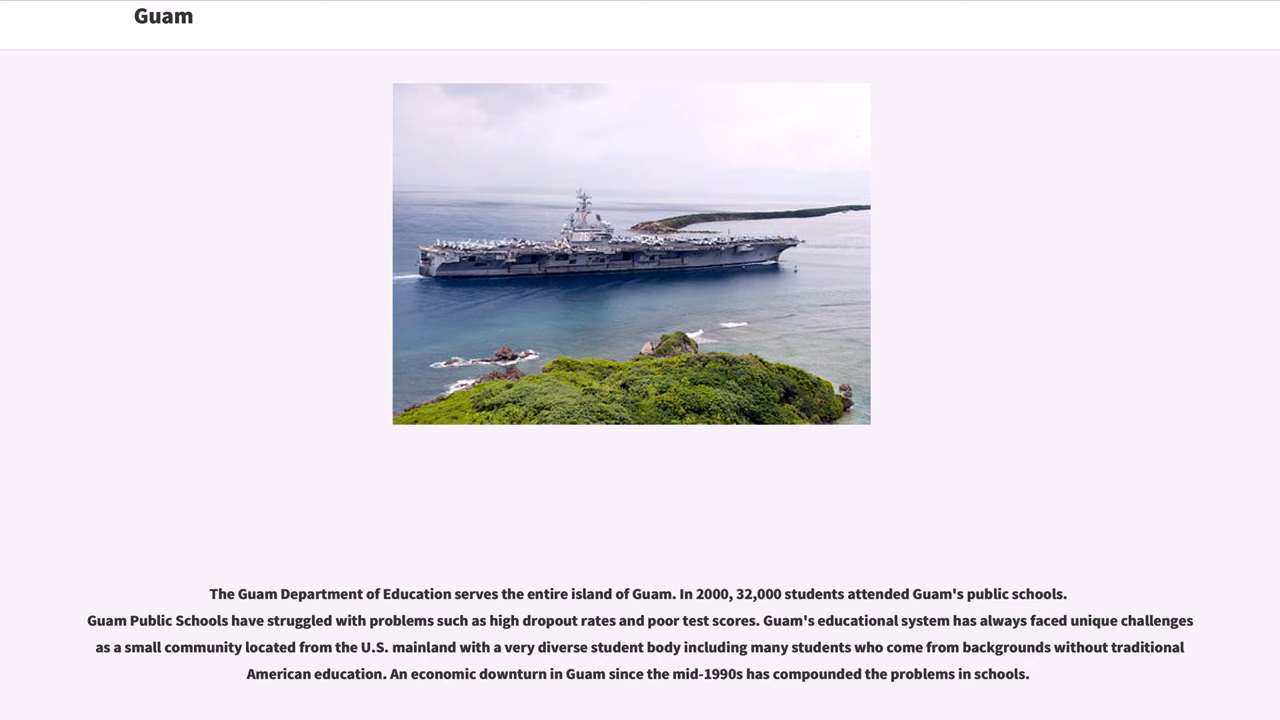 Guam
The Guam Department of Education serves the entire island of Guam. In 2000, 32,000 students attended Guam's public schools.
Guam Public Schools have struggled with problems such as high dropout rates and poor test scores. Guam's educational system has always faced unique challenges
as a small community located from the U.S. mainland with a very diverse student body including many students who come from backgrounds without traditional
American education. An economic downturn in Guam since the mid-1990s has compounded the problems in schools.